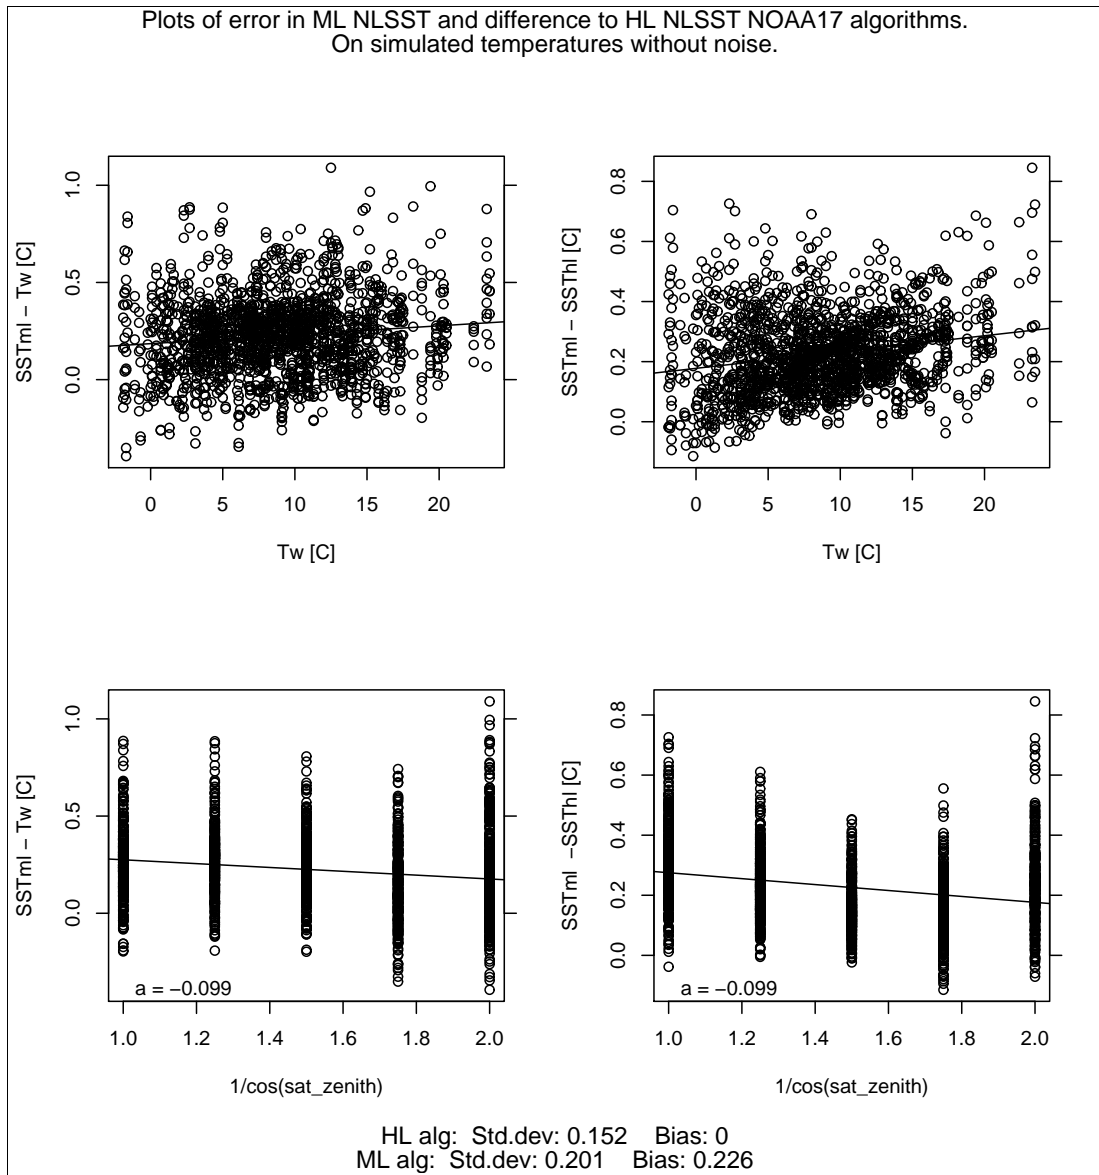 Plots of error in ML NLSST and difference to HL NLSST NOAA17 algorithms.
On simulated temperatures without noise.
SSTml − Tw [C]
1.0
0.5
0.0
0 5 10 15 20
Tw [C]
SSTml − SSThl [C]
0.8
0.6
0.4
0.2
0.0
0 5 10 15 20
Tw [C]
SSTml − Tw [C]
1.0
0.5
0.0
a = −0.099
1.0 1.2 1.4 1.6 1.8 2.0
1/cos(sat_zenith)
SSTml −SSThl [C]
0.8
0.6
0.4
0.2
0.0
a = −0.099
1.0 1.2 1.4 1.6 1.8 2.0
1/cos(sat_zenith)
HL alg: Std.dev: 0.152 Bias: 0
ML alg: Std.dev: 0.201 Bias: 0.226